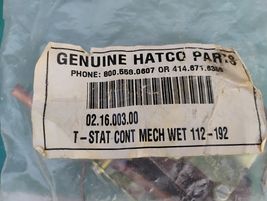 GENUINE HATCO PARTS
PHONE: 800.558.0607 OR 414.671.6350
02.16.003.00
T-STAT CONT MECH WET 112-192